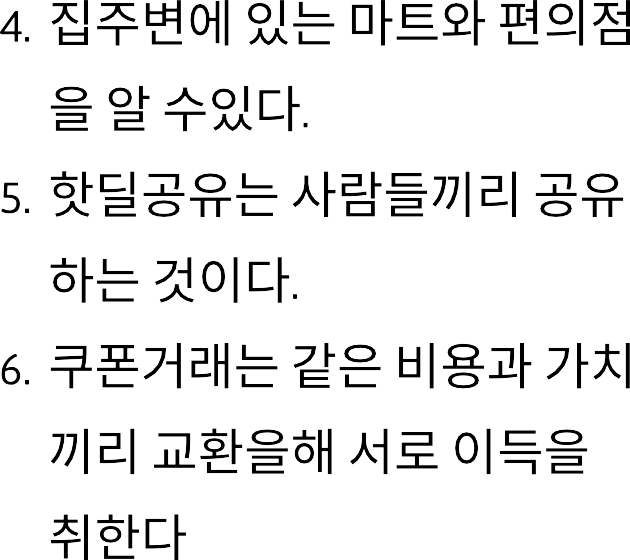 4. 집주변에 있는 마트와 편의점
을 알 수있다.
5. 핫딜공유는 사람들끼리 공유
하는 것이다.
6. 쿠폰거래는 같은 비용과 가치
끼리 교환을해 서로 이득을
취한다